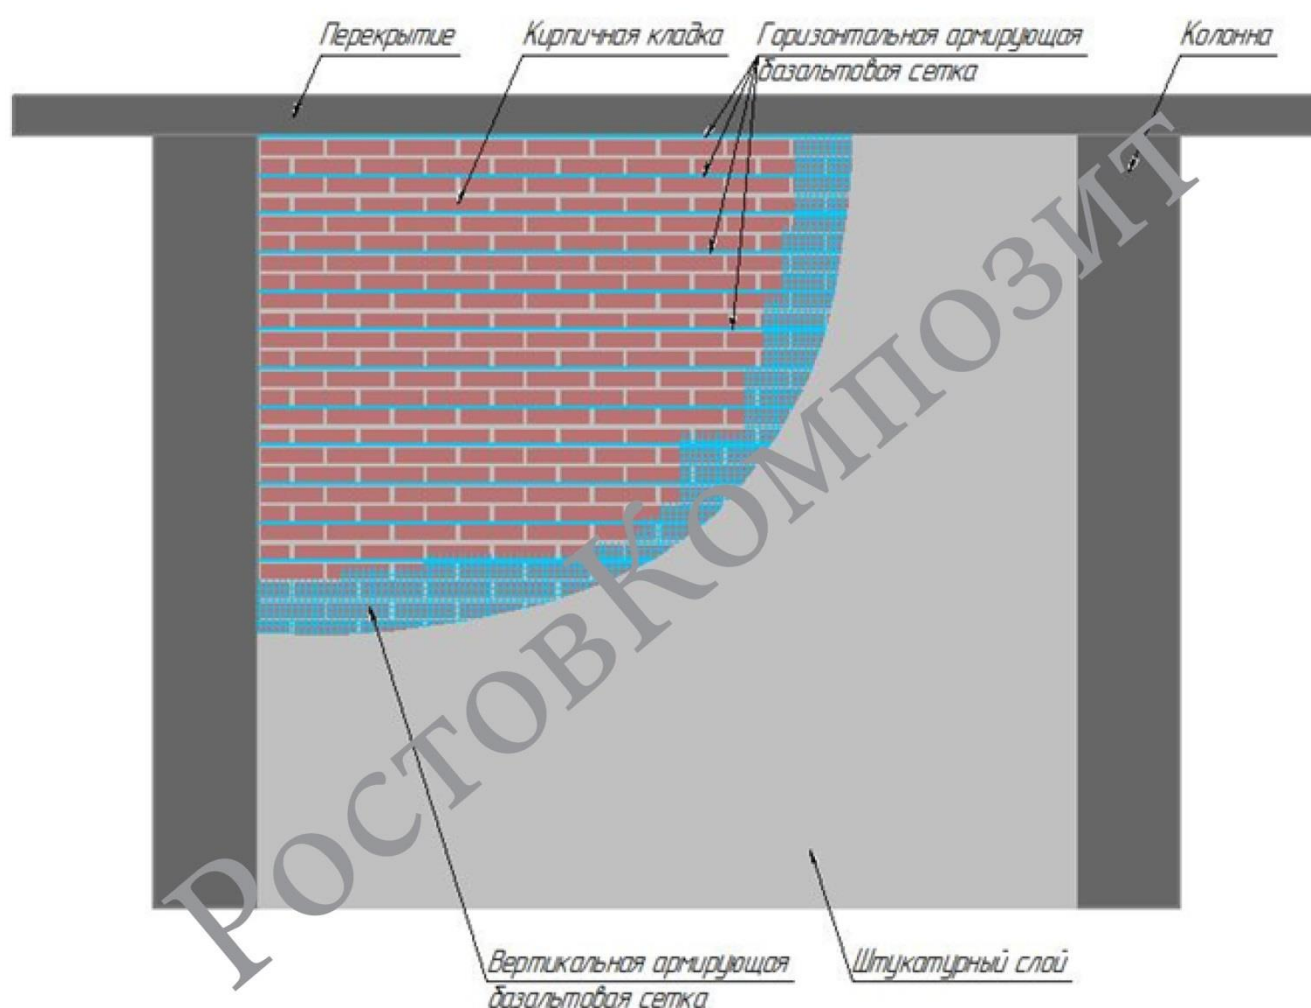 Перекрытие
Кирпичная кладка
Горизонтальная армирующая
базальтовая сетка
Колонна
РостовКомпозит
Вертикальная армирующая
базальтовая сетка
Штукатурный слой